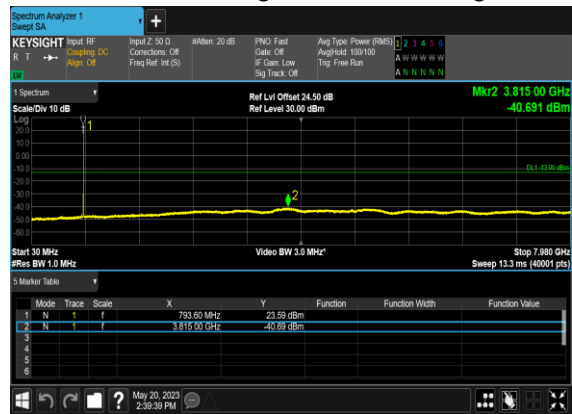 Spectrum Analyzer 1
Swept SA
+
KEYSIGHT Input: RF Input Z: 50 Ω #Atten: 20 dB PNO: Fast Avg Type: Power (RMS) 1 2 3 4 5 6
R T Coupling: DC Corrections: Off Gate: Off Avg|Hold: 100/100 A W W W W W
Align: Off Freq Ref: Int (S) IF Gain: Low Trig: Free Run
LW Sig Track: Off A N N N N N
1 Spectrum
Ref Lvl Offset 24.50 dB Mkr2 3.815 00 GHz
Scale/Div 10 dB Ref Level 30.00 dBm -40.691 dBm
Log
1
20.0
10.0
0.00
-10.0
DL1 -13.00 dBm
-20.0
-30.0
2
-40.0
-50.0
-60.0
Start 30 MHz Video BW 3.0 MHz* Stop 7.980 GHz
#Res BW 1.0 MHz Sweep 13.3 ms (40001 pts)
5 Marker Table
Mode Trace Scale X Y Function Function Width Function Value
1 N 1 f 793.60 MHz 23.59 dBm
2 N 1 f 3.815 00 GHz -40.69 dBm
3
4
5
6
? May 20, 2023
2:39:39 PM